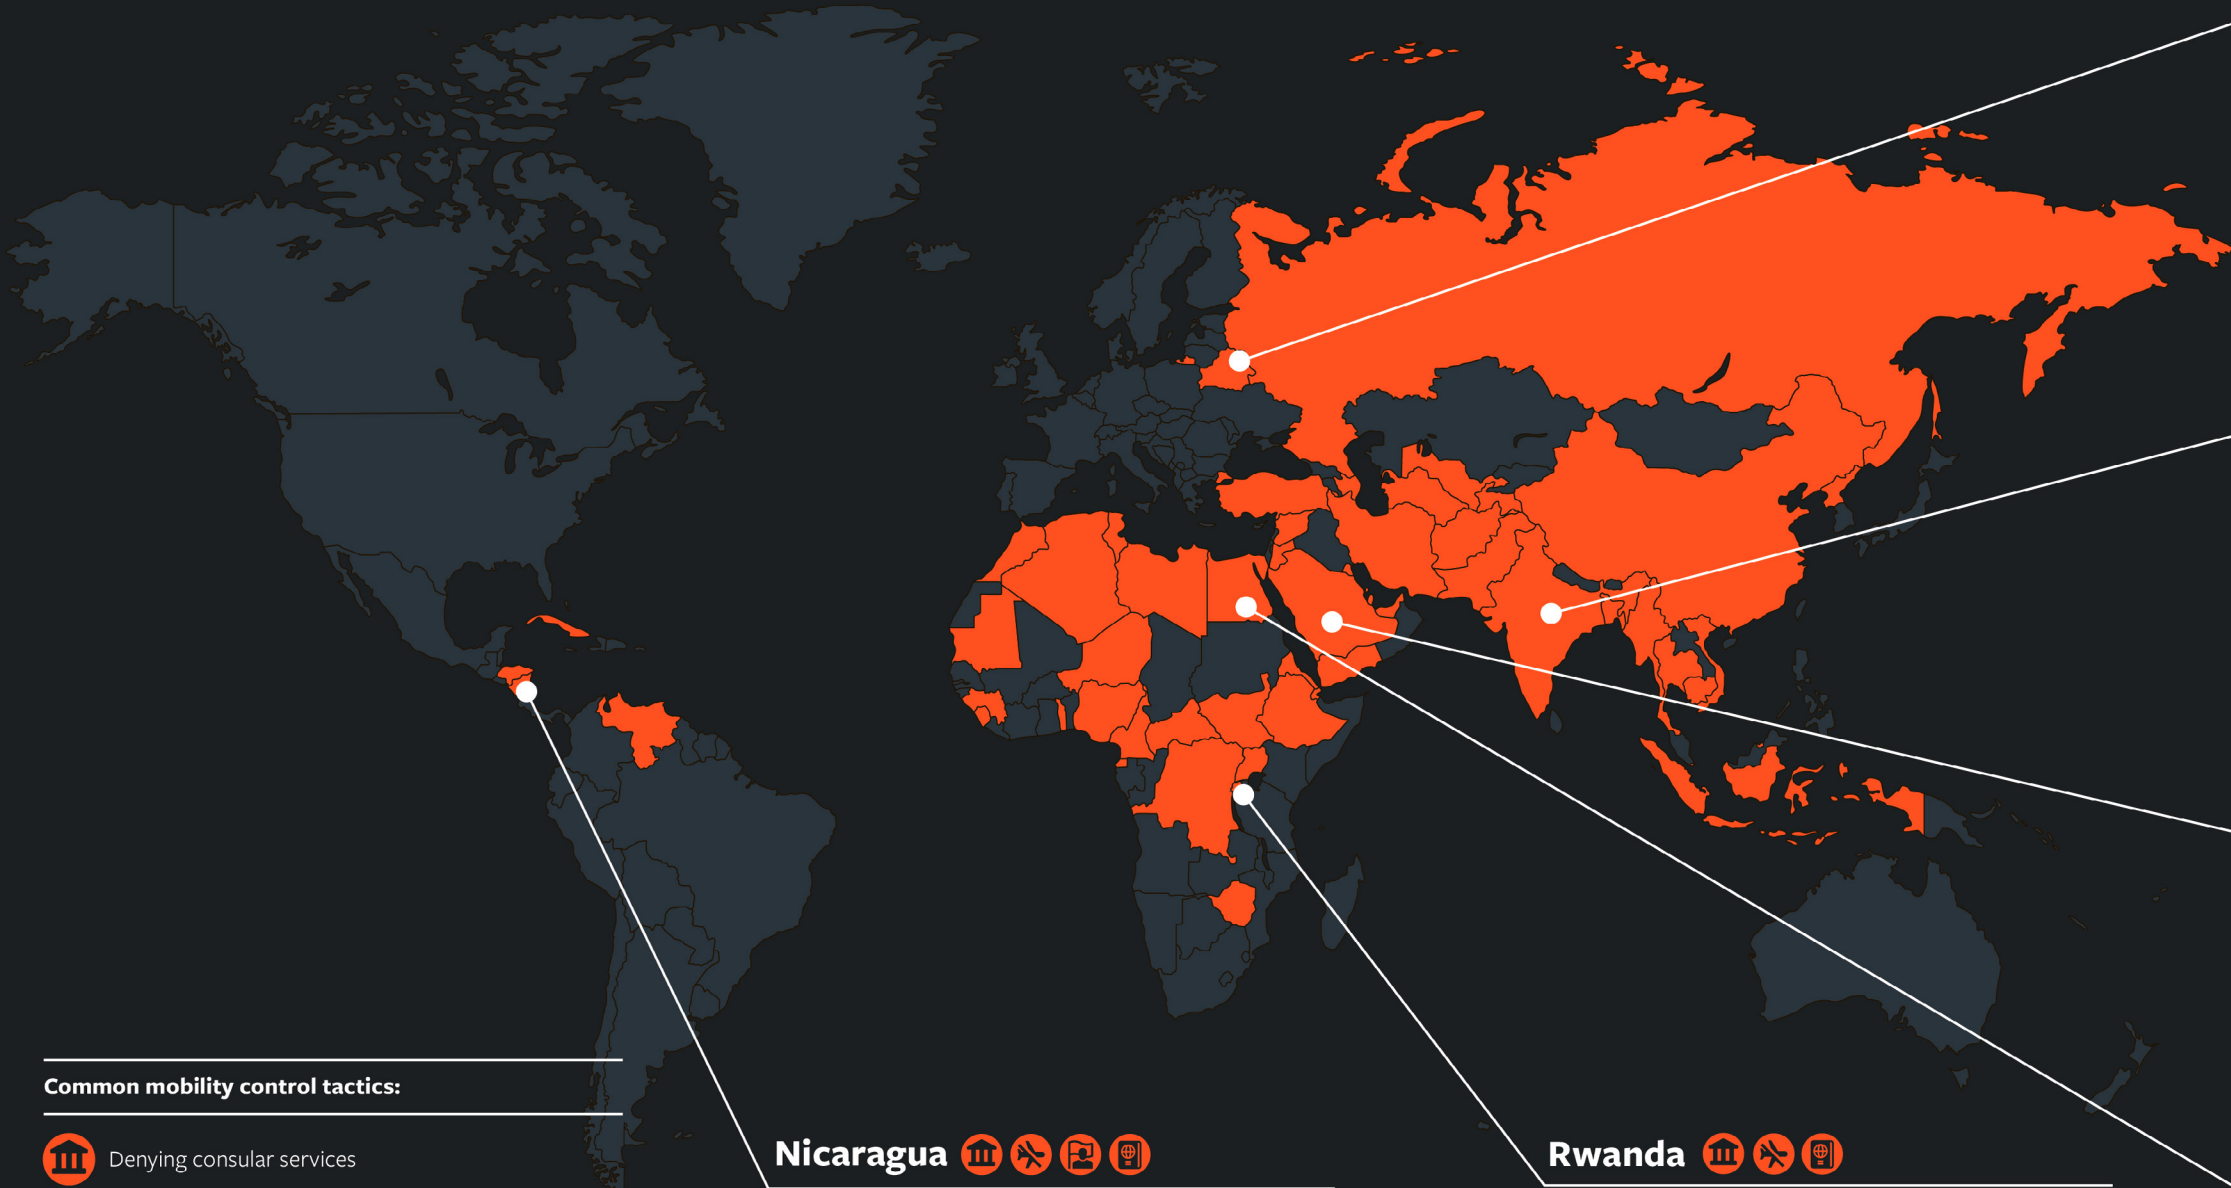 Common mobility control tactics:
Denying consular services
Nicaragua
Rwanda